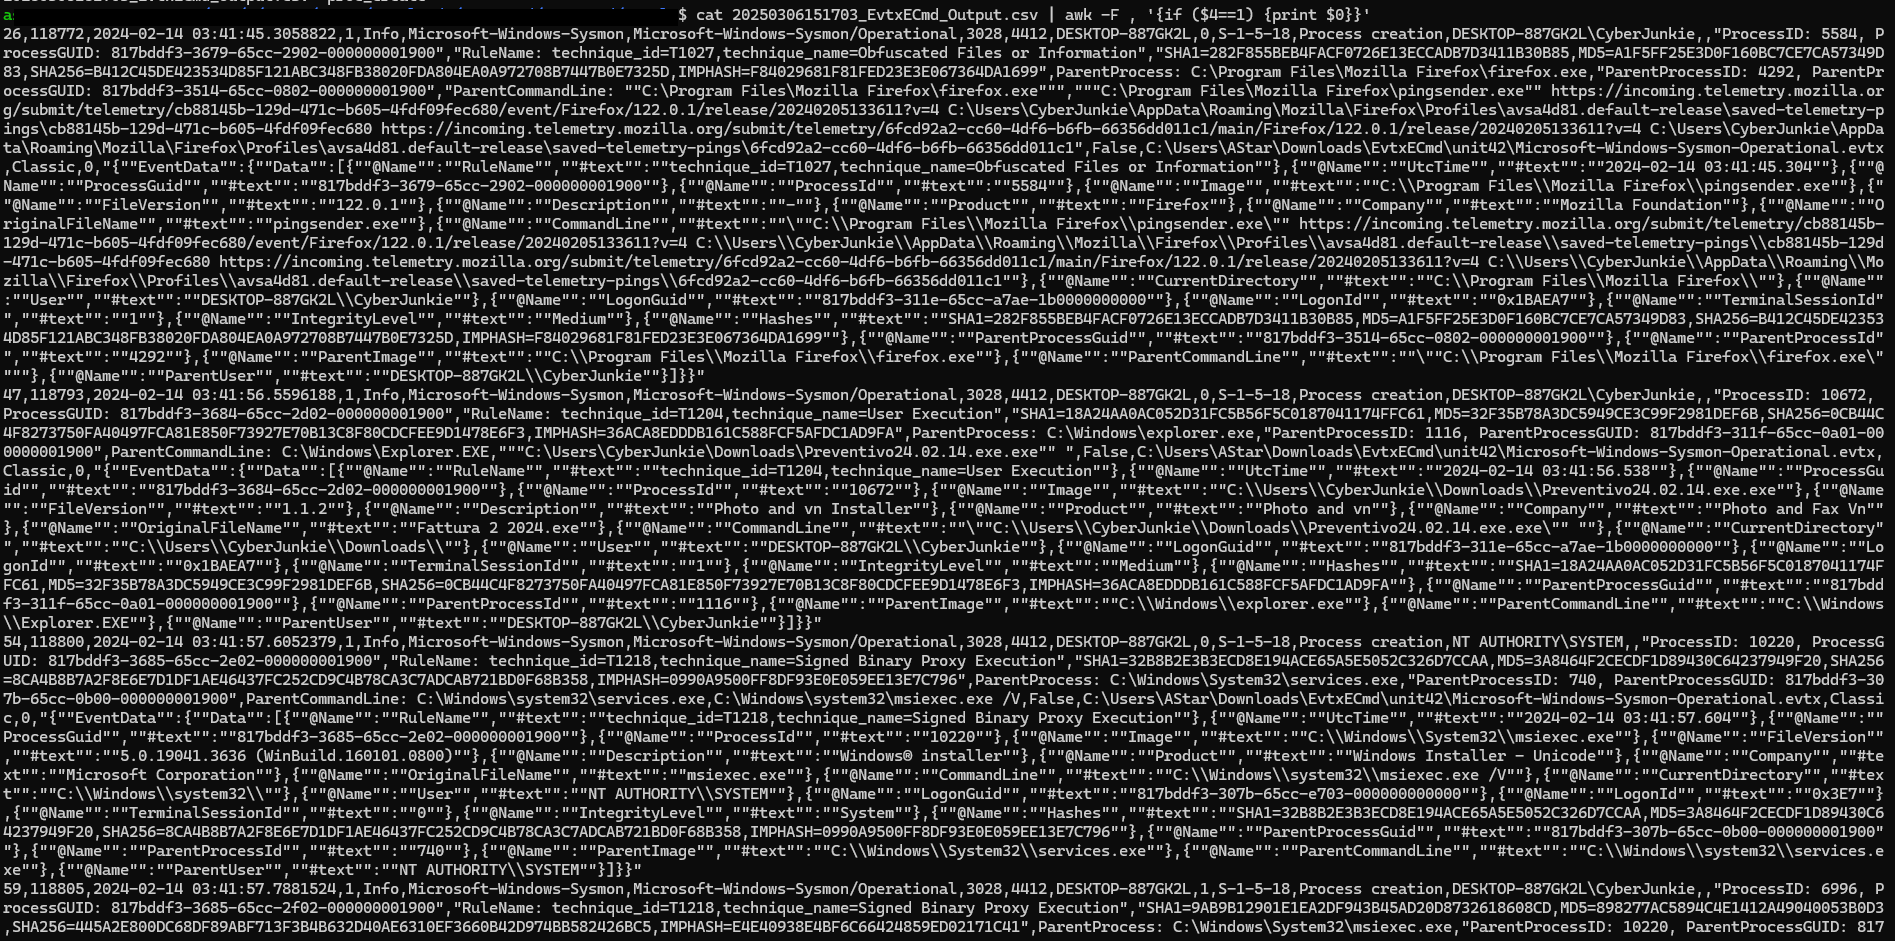 $ cat 20250306151703_EvtxECmd_Output.csv | awk -F , '{if ($4==1) {print $0}}'
26,118772,2024-02-14 03:41:45.3058822,1,Info,Microsoft-Windows-Sysmon,Microsoft-Windows-Sysmon/Operational,3028,4412,DESKTOP-887GK2L,0,S-1-5-18,Process creation,DESKTOP-887GK2L\CyberJunkie,,"ProcessID: 5584, P
rocessGUID: 817bddf3-3679-65cc-2902-000000001900","RuleName: technique_id=T1027,technique_name=Obfuscated Files or Information","SHA1=282F855BEB4FACF0726E13ECCADB7D3411B30B85,MD5=A1F5FF25E3D0F160BC7CE7CA57349D
83,SHA256=B412C45DE423534D85F121ABC348FB38020FDA804EA0A972708B7447B0E7325D,IMPHASH=F84029681F81FED23E3E067364DA1699",ParentProcess: C:\Program Files\Mozilla Firefox\firefox.exe,"ParentProcessID: 4292, ParentPr
ocessGUID: 817bddf3-3514-65cc-0802-000000001900","ParentCommandLine: ""C:\Program Files\Mozilla Firefox\firefox.exe""","""C:\Program Files\Mozilla Firefox\pingsender.exe"" https://incoming.telemetry.mozilla.or
g/submit/telemetry/cb88145b-129d-471c-b605-4fdf09fec680/event/Firefox/122.0.1/release/20240205133611?v=4 C:\Users\CyberJunkie\AppData\Roaming\Mozilla\Firefox\Profiles\avsa4d81.default-release\saved-telemetry-p
ings\cb88145b-129d-471c-b605-4fdf09fec680 https://incoming.telemetry.mozilla.org/submit/telemetry/6fcd92a2-cc60-4df6-b6fb-66356dd011c1/main/Firefox/122.0.1/release/20240205133611?v=4 C:\Users\CyberJunkie\AppDa
ta\Roaming\Mozilla\Firefox\Profiles\avsa4d81.default-release\saved-telemetry-pings\6fcd92a2-cc60-4df6-b6fb-66356dd011c1",False,C:\Users\AStar\Downloads\EvtxECmd\unit42\Microsoft-Windows-Sysmon-Operational.evtx
,Classic,0,"{""EventData"":{""Data"":[{""@Name"":""RuleName"",""#text"":""technique_id=T1027,technique_name=Obfuscated Files or Information""},{""@Name"":""UtcTime"",""#text"":""2024-02-14 03:41:45.304""},{""@
Name"":""ProcessGuid"",""#text"":""817bddf3-3679-65cc-2902-000000001900""},{""@Name"":""ProcessId"",""#text"":""5584""},{""@Name"":""Image"",""#text"":""C:\\Program Files\\Mozilla Firefox\\pingsender.exe""},{"
"@Name"":""FileVersion"",""#text"":""122.0.1""},{""@Name"":""Description"",""#text"":""-""},{""@Name"":""Product"",""#text"":""Firefox""},{""@Name"":""Company"",""#text"":""Mozilla Foundation""},{""@Name"":""O
riginalFileName"",""#text"":""pingsender.exe""},{""@Name"":""CommandLine"",""#text"":""\""C:\\Program Files\\Mozilla Firefox\\pingsender.exe\"" https://incoming.telemetry.mozilla.org/submit/telemetry/cb88145b-
129d-471c-b605-4fdf09fec680/event/Firefox/122.0.1/release/20240205133611?v=4 C:\\Users\\CyberJunkie\\AppData\\Roaming\\Mozilla\\Firefox\\Profiles\\avsa4d81.default-release\\saved-telemetry-pings\\cb88145b-129d
-471c-b605-4fdf09fec680 https://incoming.telemetry.mozilla.org/submit/telemetry/6fcd92a2-cc60-4df6-b6fb-66356dd011c1/main/Firefox/122.0.1/release/20240205133611?v=4 C:\\Users\\CyberJunkie\\AppData\\Roaming\\Mo
zilla\\Firefox\\Profiles\\avsa4d81.default-release\\saved-telemetry-pings\\6fcd92a2-cc60-4df6-b6fb-66356dd011c1""},{""@Name"":""CurrentDirectory"",""#text"":""C:\\Program Files\\Mozilla Firefox\\""},{""@Name""
:""User"",""#text"":""DESKTOP-887GK2L\\CyberJunkie""},{""@Name"":""LogonGuid"",""#text"":""817bddf3-311e-65cc-a7ae-1b0000000000""},{""@Name"":""LogonId"",""#text"":""0x1BAEA7""},{""@Name"":""TerminalSessionId"
",""#text"":""1""},{""@Name"":""IntegrityLevel"",""#text"":""Medium""},{""@Name"":""Hashes"",""#text"":""SHA1=282F855BEB4FACF0726E13ECCADB7D3411B30B85,MD5=A1F5FF25E3D0F160BC7CE7CA57349D83,SHA256=B412C45DE42353
4D85F121ABC348FB38020FDA804EA0A972708B7447B0E7325D,IMPHASH=F84029681F81FED23E3E067364DA1699""},{""@Name"":""ParentProcessGuid"",""#text"":""817bddf3-3514-65cc-0802-000000001900""},{""@Name"":""ParentProcessId"
",""#text"":""4292""},{""@Name"":""ParentImage"",""#text"":""C:\\Program Files\\Mozilla Firefox\\firefox.exe""},{""@Name"":""ParentCommandLine"",""#text"":""\""C:\\Program Files\\Mozilla Firefox\\firefox.exe\"
"""},{""@Name"":""ParentUser"",""#text"":""DESKTOP-887GK2L\\CyberJunkie""}]}}"
47,118793,2024-02-14 03:41:56.5596188,1,Info,Microsoft-Windows-Sysmon,Microsoft-Windows-Sysmon/Operational,3028,4412,DESKTOP-887GK2L,0,S-1-5-18,Process creation,DESKTOP-887GK2L\CyberJunkie,,"ProcessID: 10672,
ProcessGUID: 817bddf3-3684-65cc-2d02-000000001900","RuleName: technique_id=T1204,technique_name=User Execution","SHA1=18A24AA0AC052D31FC5B56F5C0187041174FFC61,MD5=32F35B78A3DC5949CE3C99F2981DEF6B,SHA256=0CB44C
4F8273750FA40497FCA81E850F73927E70B13C8F80CDCFEE9D1478E6F3,IMPHASH=36ACA8EDDDB161C588FCF5AFDC1AD9FA",ParentProcess: C:\Windows\explorer.exe,"ParentProcessID: 1116, ParentProcessGUID: 817bddf3-311f-65cc-0a01-00
0000001900",ParentCommandLine: C:\Windows\Explorer.EXE,"""C:\Users\CyberJunkie\Downloads\Preventivo24.02.14.exe.exe"" ",False,C:\Users\AStar\Downloads\EvtxECmd\unit42\Microsoft-Windows-Sysmon-Operational.evtx,
Classic,0,"{""EventData"":{""Data"":[{""@Name"":""RuleName"",""#text"":""technique_id=T1204,technique_name=User Execution""},{""@Name"":""UtcTime"",""#text"":""2024-02-14 03:41:56.538""},{""@Name"":""ProcessGu
id"",""#text"":""817bddf3-3684-65cc-2d02-000000001900""},{""@Name"":""ProcessId"",""#text"":""10672""},{""@Name"":""Image"",""#text"":""C:\\Users\\CyberJunkie\\Downloads\\Preventivo24.02.14.exe.exe""},{""@Name"
"":""FileVersion"",""#text"":""1.1.2""},{""@Name"":""Description"",""#text"":""Photo and vn Installer""},{""@Name"":""Product"",""#text"":""Photo and vn""},{""@Name"":""Company"",""#text"":""Photo and Fax Vn""
},{""@Name"":""OriginalFileName"",""#text"":""Fattura 2 2024.exe""},{""@Name"":""CommandLine"",""#text"":""\""C:\\Users\\CyberJunkie\\Downloads\\Preventivo24.02.14.exe.exe\"" ""},{""@Name"":""CurrentDirectory"
",""#text"":""C:\\Users\\CyberJunkie\\Downloads\\""},{""@Name"":""User"",""#text"":""DESKTOP-887GK2L\\CyberJunkie""},{""@Name"":""LogonGuid"",""#text"":""817bddf3-311e-65cc-a7ae-1b0000000000""},{""@Name"":""Lo
gonId"",""#text"":""0x1BAEA7""},{""@Name"":""TerminalSessionId"",""#text"":""1""},{""@Name"":""IntegrityLevel"",""#text"":""Medium""},{""@Name"":""Hashes"",""#text"":""SHA1=18A24AA0AC052D31FC5B56F5C0187041174F
FC61,MD5=32F35B78A3DC5949CE3C99F2981DEF6B,SHA256=0CB44C4F8273750FA40497FCA81E850F73927E70B13C8F80CDCFEE9D1478E6F3,IMPHASH=36ACA8EDDDB161C588FCF5AFDC1AD9FA""},{""@Name"":""ParentProcessGuid"",""#text"":""817bdd
f3-311f-65cc-0a01-000000001900""},{""@Name"":""ParentProcessId"",""#text"":""1116""},{""@Name"":""ParentImage"",""#text"":""C:\\Windows\\explorer.exe""},{""@Name"":""ParentCommandLine"",""#text"":""C:\\Windows
\\Explorer.EXE""},{""@Name"":""ParentUser"",""#text"":""DESKTOP-887GK2L\\CyberJunkie""}]}}"
54,118800,2024-02-14 03:41:57.6052379,1,Info,Microsoft-Windows-Sysmon,Microsoft-Windows-Sysmon/Operational,3028,4412,DESKTOP-887GK2L,0,S-1-5-18,Process creation,NT AUTHORITY\SYSTEM,,"ProcessID: 10220, ProcessG
UID: 817bddf3-3685-65cc-2e02-000000001900","RuleName: technique_id=T1218,technique_name=Signed Binary Proxy Execution","SHA1=32B8B2E3B3ECD8E194ACE65A5E5052C326D7CCAA,MD5=3A8464F2CECDF1D89430C64237949F20,SHA256
=8CA4B8B7A2F8E6E7D1DF1AE46437FC252CD9C4B78CA3C7ADCAB721BD0F68B358,IMPHASH=0990A9500FF8DF93E0E059EE13E7C796",ParentProcess: C:\Windows\System32\services.exe,"ParentProcessID: 740, ParentProcessGUID: 817bddf3-30
7b-65cc-0b00-000000001900",ParentCommandLine: C:\Windows\system32\services.exe,C:\Windows\system32\msiexec.exe /V,False,C:\Users\AStar\Downloads\EvtxECmd\unit42\Microsoft-Windows-Sysmon-Operational.evtx,Classi
c,0,"{""EventData"":{""Data"":[{""@Name"":""RuleName"",""#text"":""technique_id=T1218,technique_name=Signed Binary Proxy Execution""},{""@Name"":""UtcTime"",""#text"":""2024-02-14 03:41:57.604""},{""@Name"":""
ProcessGuid"",""#text"":""817bddf3-3685-65cc-2e02-000000001900""},{""@Name"":""ProcessId"",""#text"":""10220""},{""@Name"":""Image"",""#text"":""C:\\Windows\\System32\\msiexec.exe""},{""@Name"":""FileVersion""
,""#text"":""5.0.19041.3636 (WinBuild.160101.0800)""},{""@Name"":""Description"",""#text"":""Windows® installer""},{""@Name"":""Product"",""#text"":""Windows Installer - Unicode""},{""@Name"":""Company"",""#te
xt"":""Microsoft Corporation""},{""@Name"":""OriginalFileName"",""#text"":""msiexec.exe""},{""@Name"":""CommandLine"",""#text"":""C:\\Windows\\system32\\msiexec.exe /V""},{""@Name"":""CurrentDirectory"",""#tex
t"":""C:\\Windows\\system32\\""},{""@Name"":""User"",""#text"":""NT AUTHORITY\\SYSTEM""},{""@Name"":""LogonGuid"",""#text"":""817bddf3-307b-65cc-e703-000000000000""},{""@Name"":""LogonId"",""#text"":""0x3E7""}
,{""@Name"":""TerminalSessionId"",""#text"":""0""},{""@Name"":""IntegrityLevel"",""#text"":""System""},{""@Name"":""Hashes"",""#text"":""SHA1=32B8B2E3B3ECD8E194ACE65A5E5052C326D7CCAA,MD5=3A8464F2CECDF1D89430C6
4237949F20,SHA256=8CA4B8B7A2F8E6E7D1DF1AE46437FC252CD9C4B78CA3C7ADCAB721BD0F68B358,IMPHASH=0990A9500FF8DF93E0E059EE13E7C796""},{""@Name"":""ParentProcessGuid"",""#text"":""817bddf3-307b-65cc-0b00-000000001900"
"},{""@Name"":""ParentProcessId"",""#text"":""740""},{""@Name"":""ParentImage"",""#text"":""C:\\Windows\\System32\\services.exe""},{""@Name"":""ParentCommandLine"",""#text"":""C:\\Windows\\system32\\services.e
xe""},{""@Name"":""ParentUser"",""#text"":""NT AUTHORITY\\SYSTEM""}]}}"
59,118805,2024-02-14 03:41:57.7881524,1,Info,Microsoft-Windows-Sysmon,Microsoft-Windows-Sysmon/Operational,3028,4412,DESKTOP-887GK2L,1,S-1-5-18,Process creation,DESKTOP-887GK2L\CyberJunkie,,"ProcessID: 6996, P
rocessGUID: 817bddf3-3685-65cc-2f02-000000001900","RuleName: technique_id=T1218,technique_name=Signed Binary Proxy Execution","SHA1=9AB9B12901E1EA2DF943B45AD20D8732618608CD,MD5=898277AC5894C4E1412A49040053B0D3
,SHA256=445A2E800DC68DF89ABF713F3B4B632D40AE6310EF3660B42D974BB582426BC5,IMPHASH=E4E40938E4BF6C66424859ED02171C41",ParentProcess: C:\Windows\System32\msiexec.exe,"ParentProcessID: 10220, ParentProcessGUID: 817